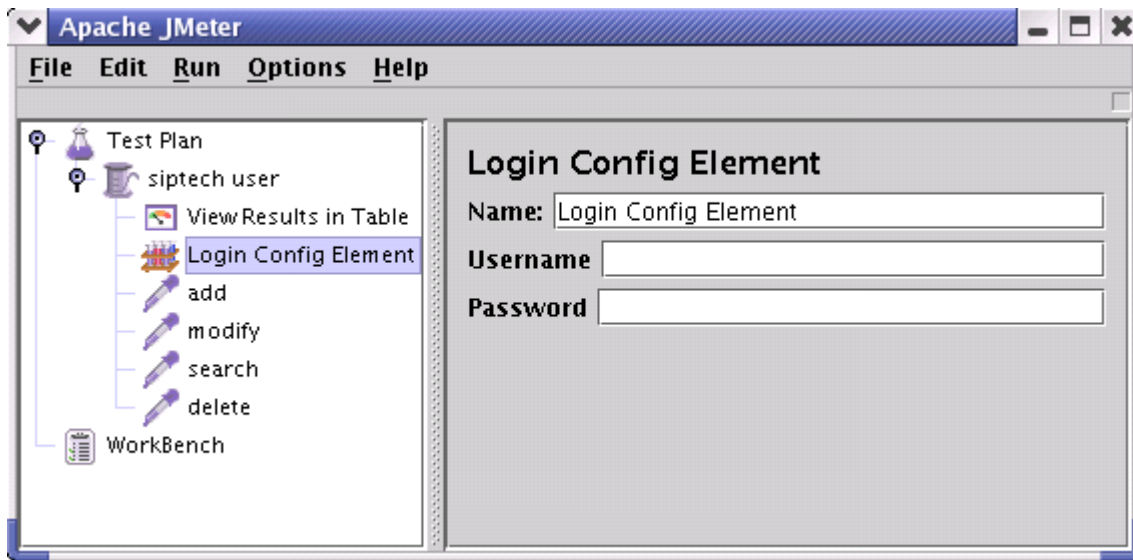 Apache JMeter
File Edit Run Options Help
Test Plan
siptech user
View Results in Table
Login Config Element
add
modify
search
delete
WorkBench
Login Config Element
Name: Login Config Element
Username
Password